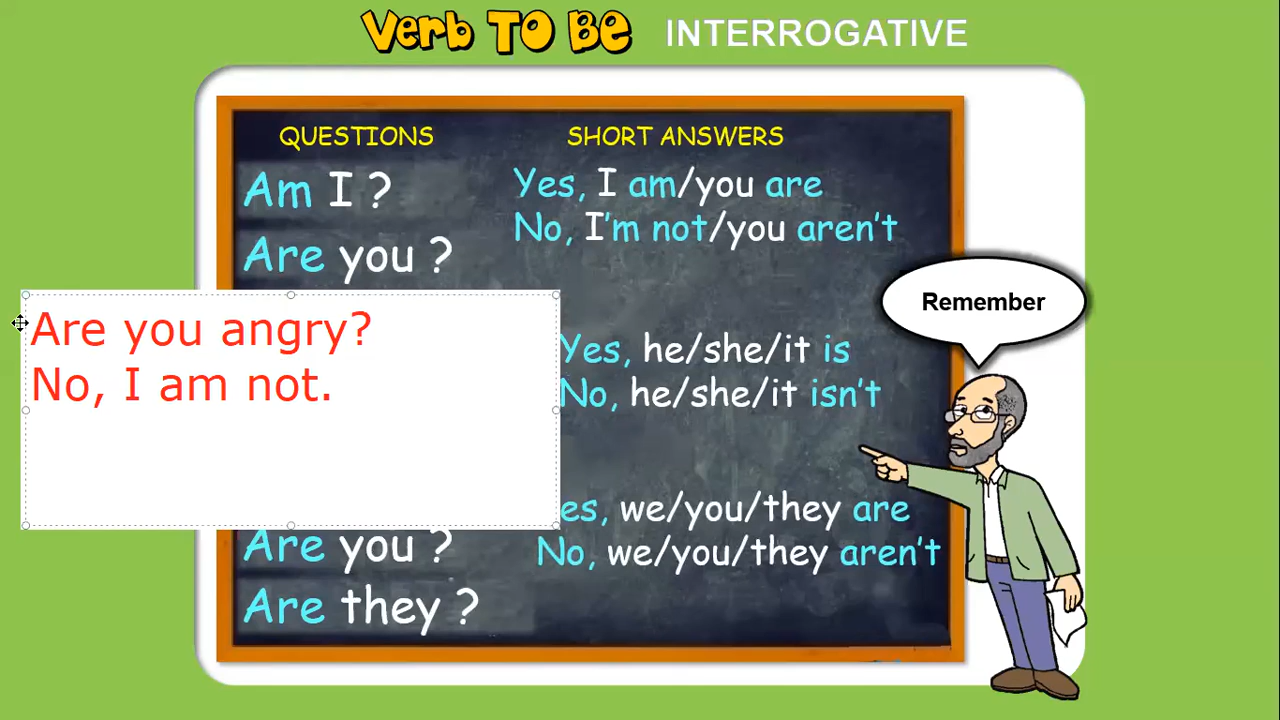 Verb TO BE INTERROGATIVE
QUESTIONS SHORT ANSWERS
Am I ?
Yes, I am/you are
No, I'm not/you aren't
Are you ?
Remember
Are you angry?
No, I am not.
Yes, he/she/it is
No, he/she/it isn't
es, we/you/they are
No, we/you/they aren't
Are you ?
Are they ?